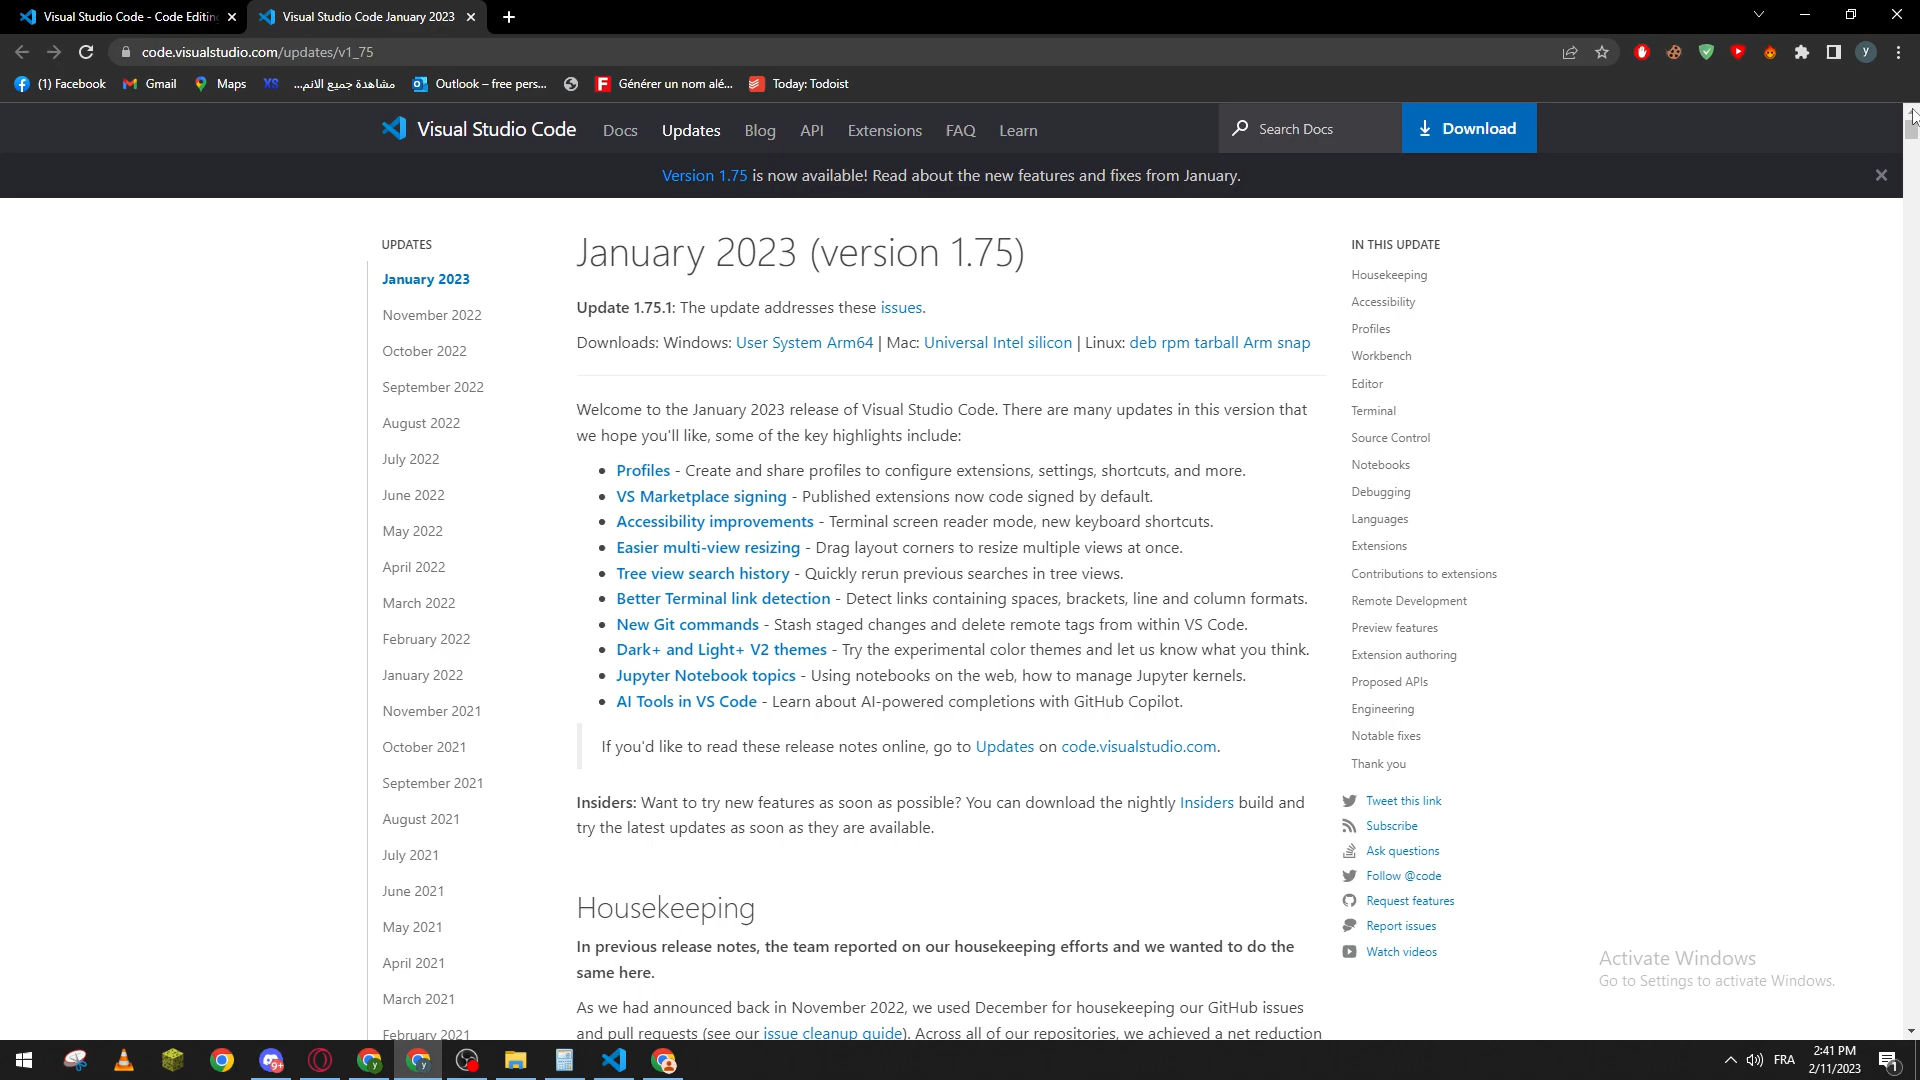 Visual Studio Code - Code Editin
Visual Studio Code January 2023
code.visualstudio.com/updates/v1_75
(1) Facebook
Gmail
Maps
XS
مشاهدة جميع الانم...
Outlook – free pers...
Générer un nom alé...
Today: Todoist
Visual Studio Code
Docs
Updates
Blog
API
Extensions
FAQ
Learn
Search Docs
Download
Version 1.75 is now available! Read about the new features and fixes from January.
UPDATES
January 2023
November 2022
October 2022
September 2022
August 2022
July 2022
June 2022
May 2022
April 2022
March 2022
February 2022
January 2022
November 2021
October 2021
September 2021
August 2021
July 2021
June 2021
May 2021
April 2021
March 2021
February 2021
January 2023 (version 1.75)
Update 1.75.1: The update addresses these issues.
Downloads: Windows: User System Arm64 | Mac: Universal Intel silicon | Linux: deb rpm tarball Arm snap
Welcome to the January 2023 release of Visual Studio Code. There are many updates in this version that
we hope you'll like, some of the key highlights include:
• Profiles - Create and share profiles to configure extensions, settings, shortcuts, and more.
• VS Marketplace signing - Published extensions now code signed by default.
• Accessibility improvements - Terminal screen reader mode, new keyboard shortcuts.
• Easier multi-view resizing - Drag layout corners to resize multiple views at once.
• Tree view search history - Quickly rerun previous searches in tree views.
• Better Terminal link detection - Detect links containing spaces, brackets, line and column formats.
• New Git commands - Stash staged changes and delete remote tags from within VS Code.
• Dark+ and Light+ V2 themes - Try the experimental color themes and let us know what you think.
• Jupyter Notebook topics - Using notebooks on the web, how to manage Jupyter kernels.
• AI Tools in VS Code - Learn about AI-powered completions with GitHub Copilot.
If you'd like to read these release notes online, go to Updates on code.visualstudio.com.
Insiders: Want to try new features as soon as possible? You can download the nightly Insiders build and
try the latest updates as soon as they are available.
Housekeeping
In previous release notes, the team reported on our housekeeping efforts and we wanted to do the
same here.
As we had announced back in November 2022, we used December for housekeeping our GitHub issues
and pull requests (see our issue cleanup guide). Across all of our repositories, we achieved a net reduction
IN THIS UPDATE
Housekeeping
Accessibility
Profiles
Workbench
Editor
Terminal
Source Control
Notebooks
Debugging
Languages
Extensions
Contributions to extensions
Remote Development
Preview features
Extension authoring
Proposed APIs
Engineering
Notable fixes
Thank you
Tweet this link
Subscribe
Ask questions
Follow @code
Request features
Report issues
Watch videos
Activate Windows
Go to Settings to activate Windows.
FRA
2:41 PM
2/11/2023